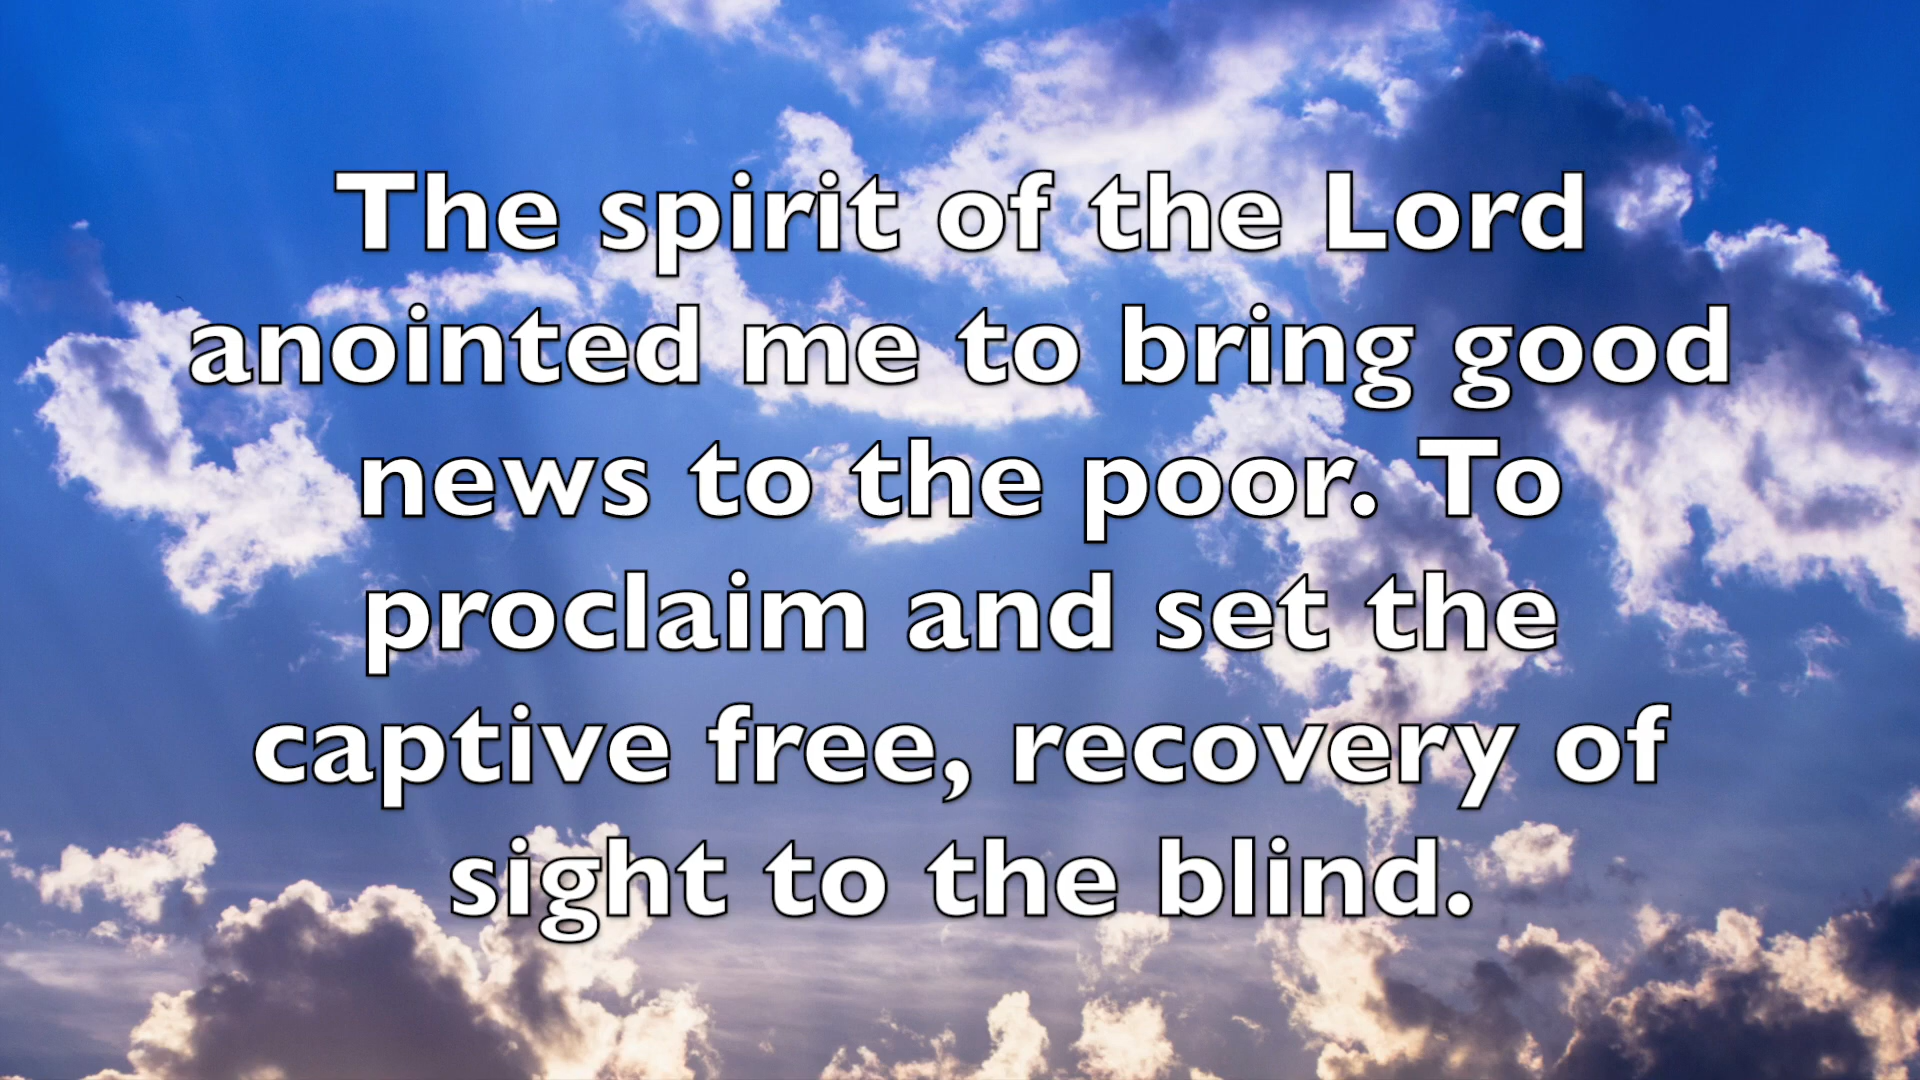 The spirit of the Lord
anointed me to bring good
news to the poor. To
proclaim and set the
captive free, recovery of
sight to the blind.